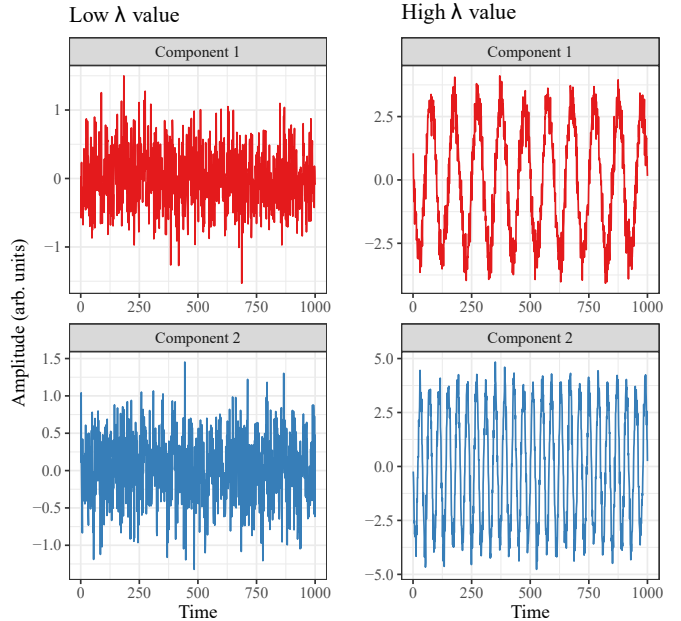 Low λ value
High λ value
Component 1
Component 1
1
0
−1
2.5
0.0
−2.5
0 250 500 750 1000
0 250 500 750 1000
Amplitude (arb. units)
Component 2
Component 2
1.5
1.0
0.5
0.0
−0.5
−1.0
5.0
2.5
0.0
−2.5
−5.0
0 250 500 750 1000
0 250 500 750 1000
Time
Time